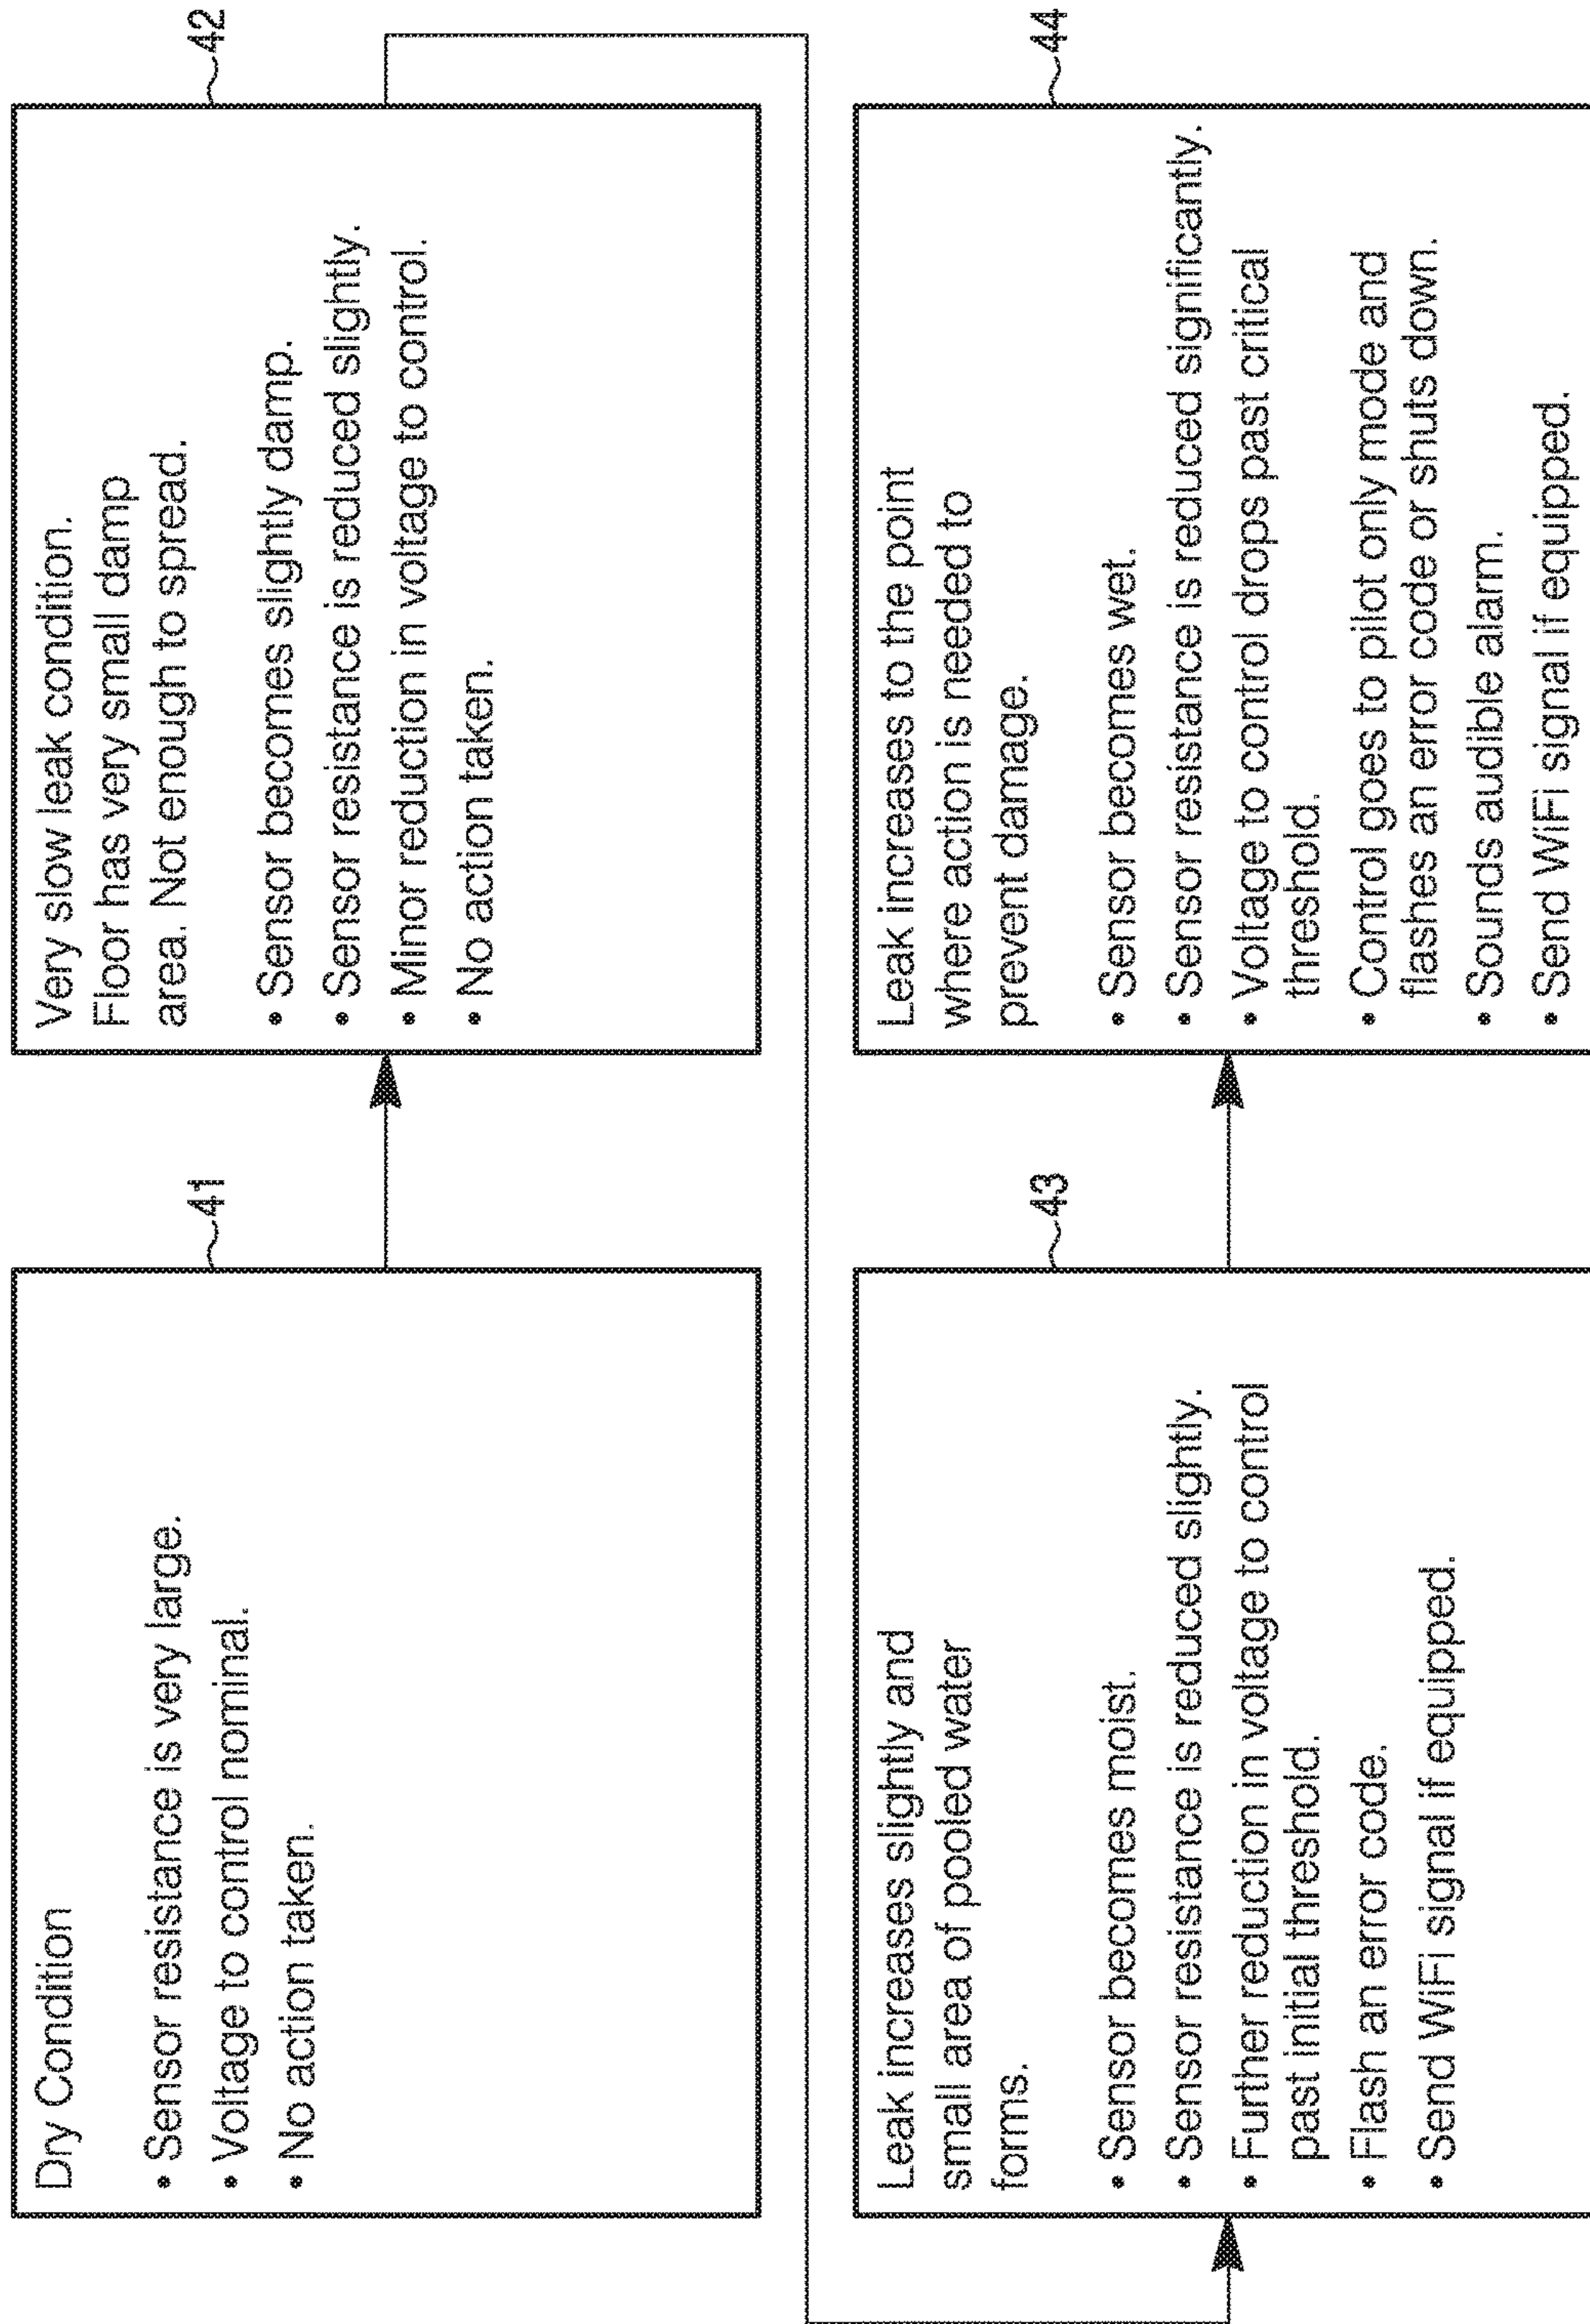 Dry Condition
• Sensor resistance is very large.
• Voltage to control nominal.
• No action taken.
41
Very slow leak condition.
Floor has very small damp
area. Not enough to spread.
• Sensor becomes slightly damp.
• Sensor resistance is reduced slightly.
• Minor reduction in voltage to control.
• No action taken.
42
Leak increases slightly and
small area of pooled water
forms.
• Sensor becomes moist.
• Sensor resistance is reduced slightly.
• Further reduction in voltage to control
past initial threshold.
• Flash an error code.
• Send WiFi signal if equipped.
43
Leak increases to the point
where action is needed to
prevent damage.
• Sensor becomes wet.
• Sensor resistance is reduced significantly.
• Voltage to control drops past critical
threshold.
• Control goes to pilot only mode and
flashes an error code or shuts down.
• Sounds audible alarm.
• Send WiFi signal if equipped.
44